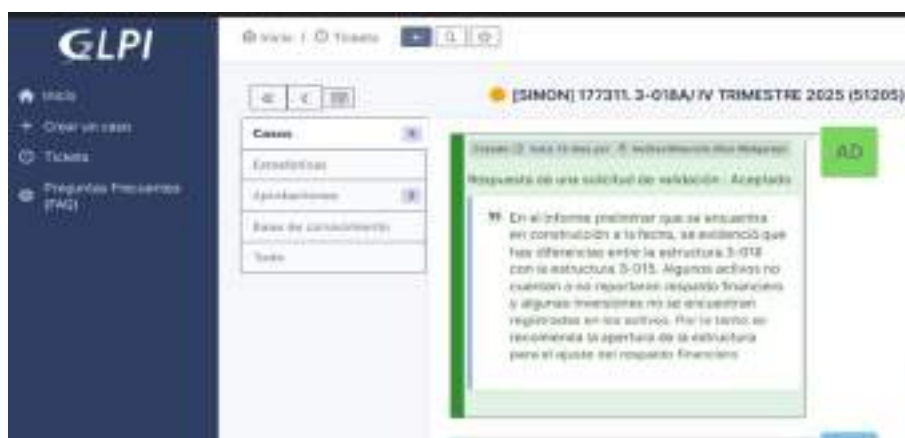 GLPI
Inicio / Tickets
Inicio
+ Crear un caso
Tickets
Preguntas Frecuentes
(FAQ)
[SIMON] 177311. 3-018A/ IV TRIMESTRE 2025 (51205)
Casos
Estadísticas
Aprobaciones
Base de conocimiento
Todo
AD
Respuesta de una solicitud de validación : Aceptado
En el informe preliminar que se encuentra
en construcción a la fecha, se evidenció que
hay diferencias entre la estructura 3-018
con la estructura 3-015. Algunos activos no
cuentan o no reportaron respaldo financiero
y algunas inversiones no se encuentran
registradas en los activos. Por lo tanto se
recomienda la apertura de la estructura
para el ajuste del respaldo financiero